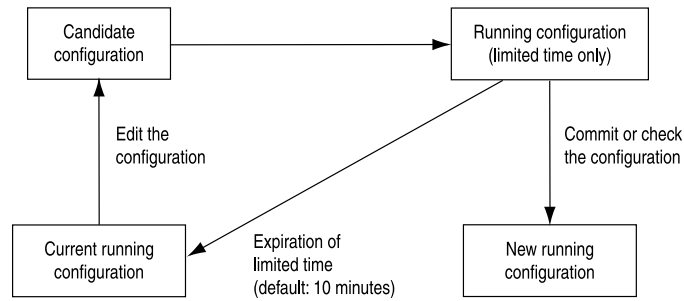 Candidate
configuration
Running configuration
(limited time only)
Edit the
configuration
Commit or check
the configuration
Current running
configuration
Expiration of
limited time
(default: 10 minutes)
New running
configuration